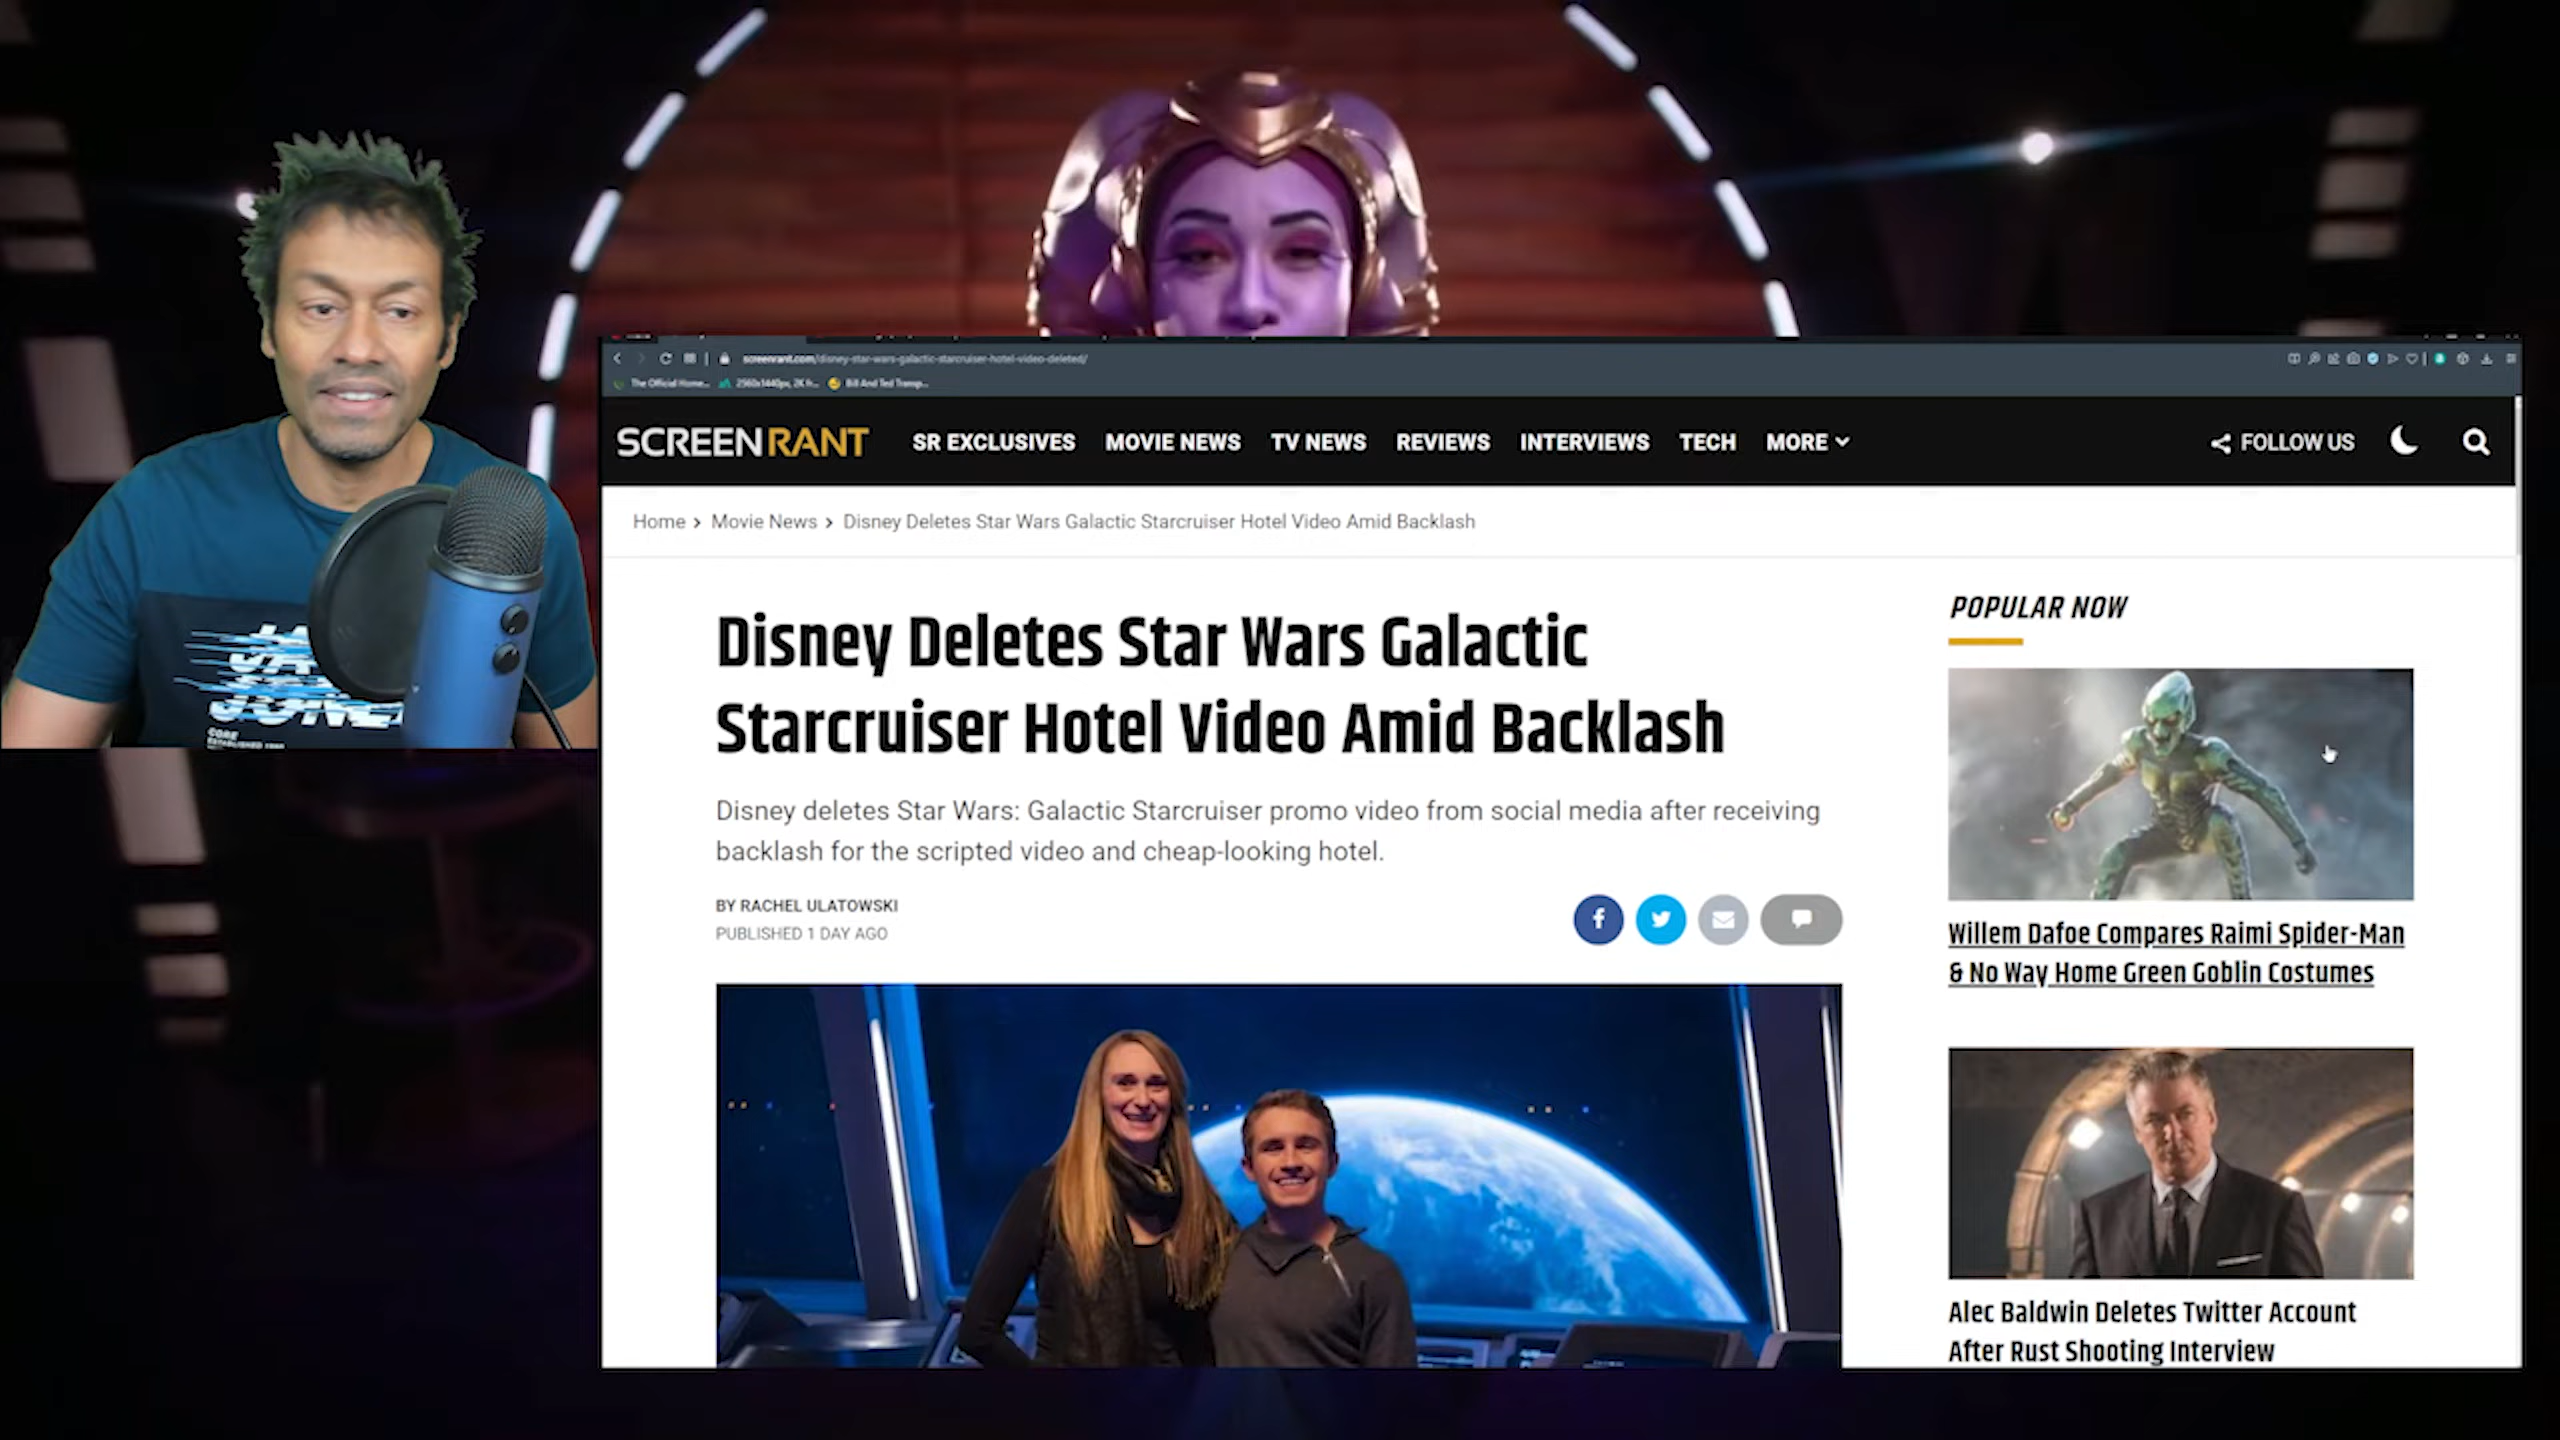 screenrant.com/disney-star-wars-galactic-starcruiser-hotel-video-deleted/
The Official Home...
2560x1440px, 2K fr...
Bill And Ted Transp...
SCREENRANT
SR EXCLUSIVES
MOVIE NEWS
TV NEWS
REVIEWS
INTERVIEWS
TECH
MORE
FOLLOW US
Home > Movie News > Disney Deletes Star Wars Galactic Starcruiser Hotel Video Amid Backlash
Disney Deletes Star Wars Galactic
Starcruiser Hotel Video Amid Backlash
Disney deletes Star Wars: Galactic Starcruiser promo video from social media after receiving
backlash for the scripted video and cheap-looking hotel.
BY RACHEL ULATOWSKI
PUBLISHED 1 DAY AGO
POPULAR NOW
Willem Dafoe Compares Raimi Spider-Man
& No Way Home Green Goblin Costumes
Alec Baldwin Deletes Twitter Account
After Rust Shooting Interview
CORE